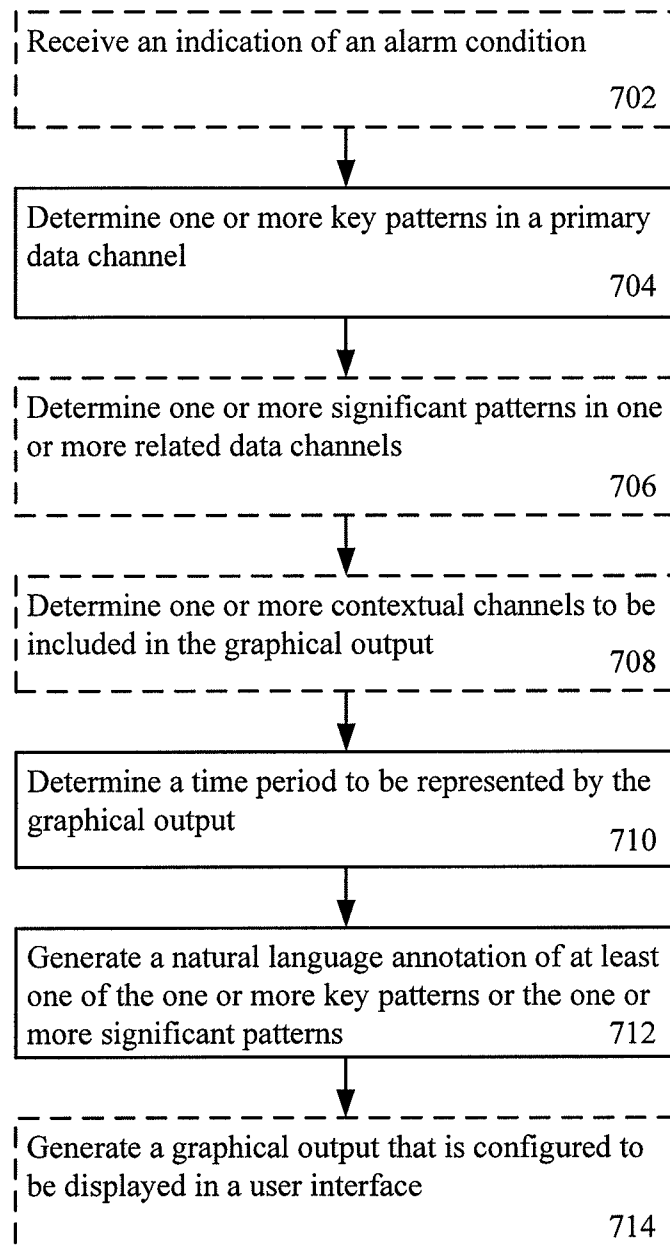 Receive an indication of an alarm condition
702
Determine one or more key patterns in a primary
data channel
704
Determine one or more significant patterns in one
or more related data channels
706
Determine one or more contextual channels to be
included in the graphical output
708
Determine a time period to be represented by the
graphical output
710
Generate a natural language annotation of at least
one of the one or more key patterns or the one or
more significant patterns
712
Generate a graphical output that is configured to
be displayed in a user interface
714